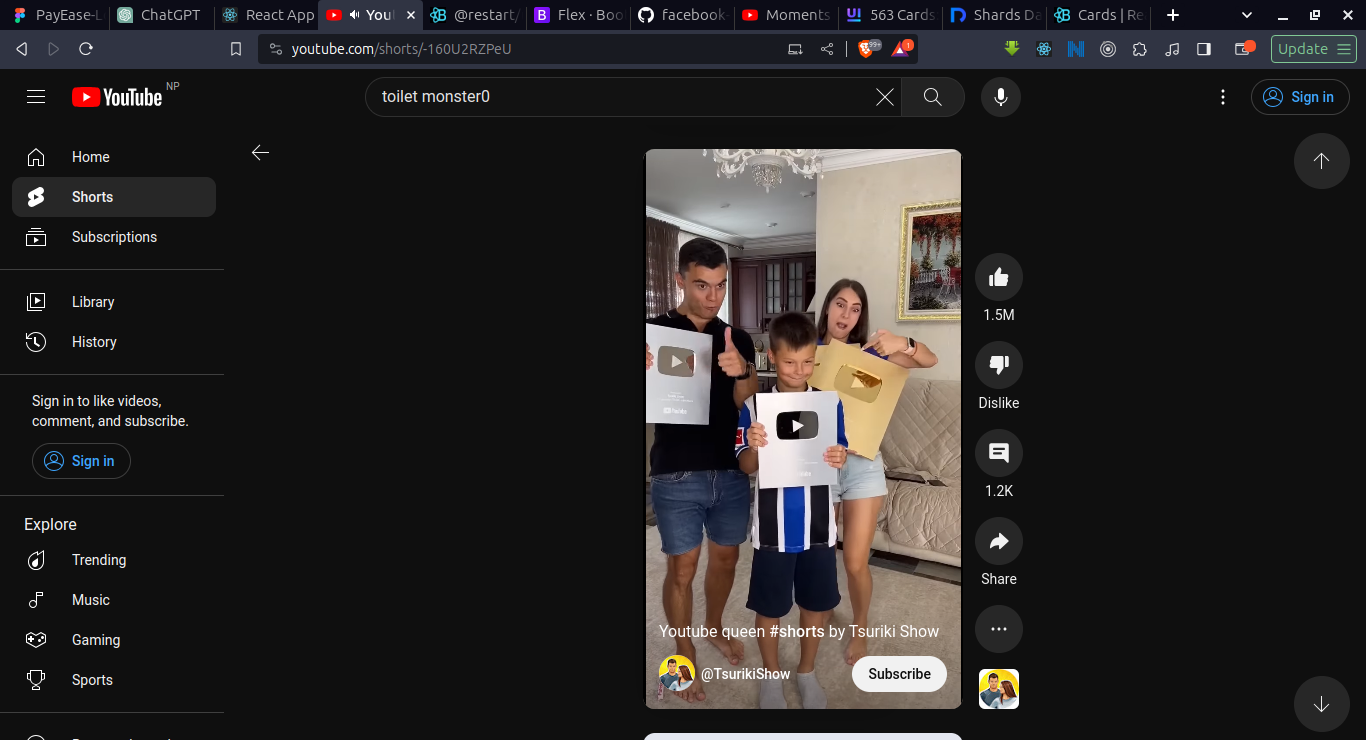 PayEase-L
ChatGPT
React App
You
@restart/
Flex · Boo
facebook-
Moments
563 Cards
Shards Da
Cards | Re
youtube.com/shorts/-160U2RZPeU
99+
1
Update
YouTube NP
toilet monster0
Sign in
Home
Shorts
Subscriptions
Library
History
Sign in to like videos,
comment, and subscribe.
Sign in
Explore
Trending
Music
Gaming
Sports
YouTube
Youtube queen #shorts by Tsuriki Show
@TsurikiShow
Subscribe
1.5M
Dislike
1.2K
Share